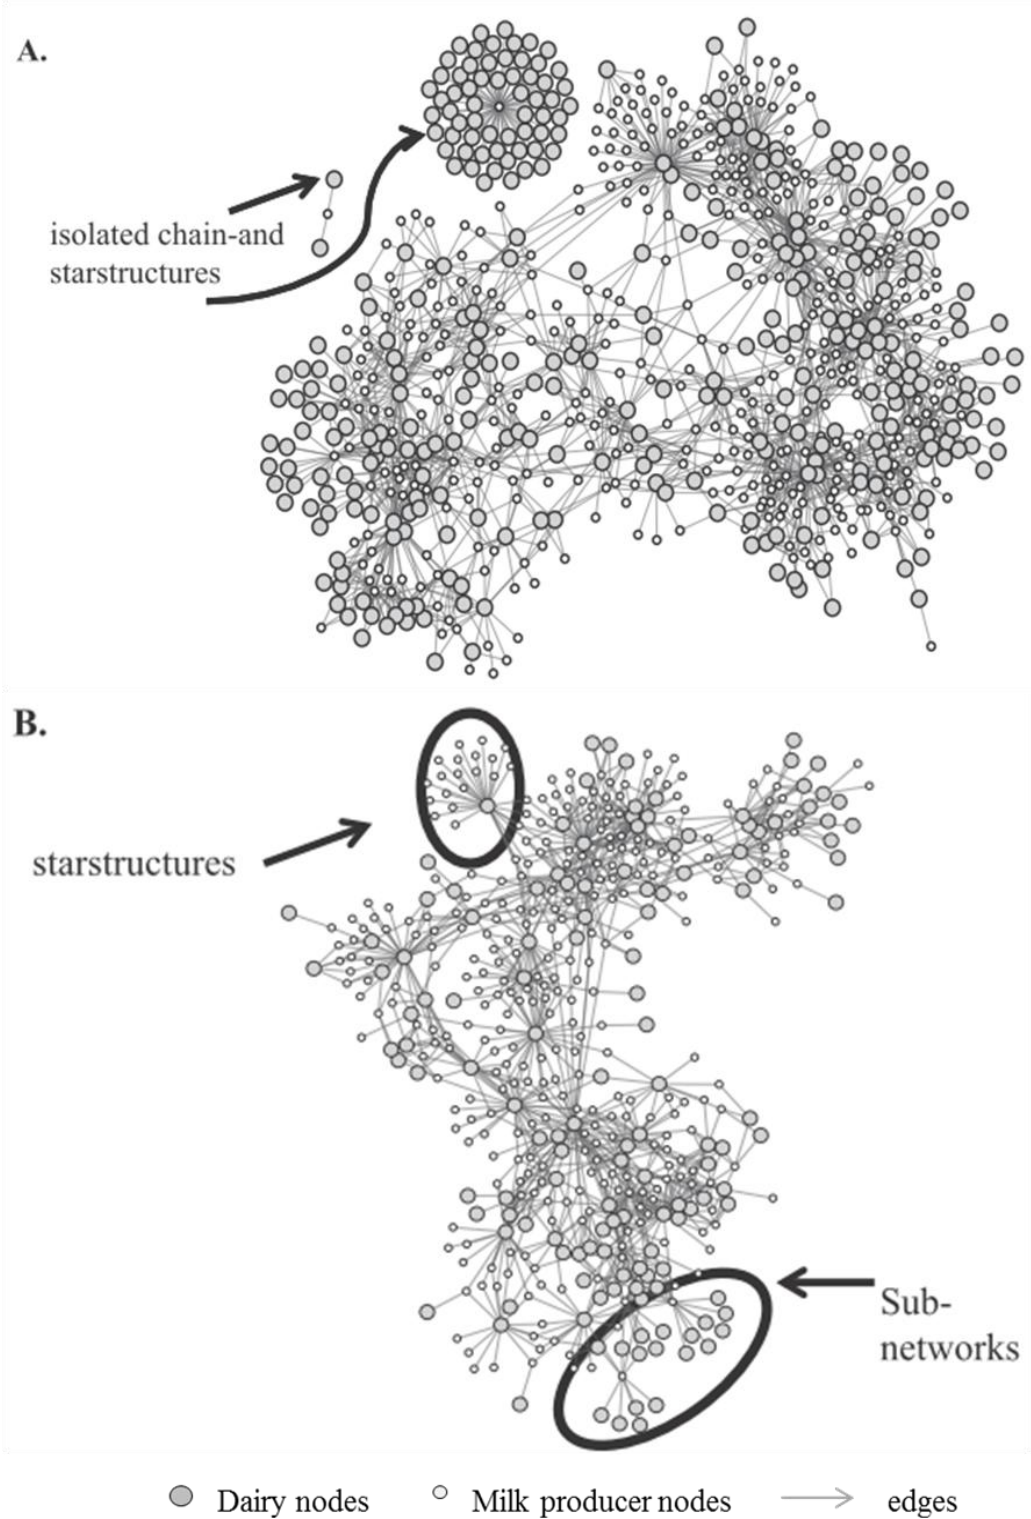 A.
isolated chain-and
starstructures
B.
starstructures
Sub-
networks
Dairy nodes
Milk producer nodes
edges